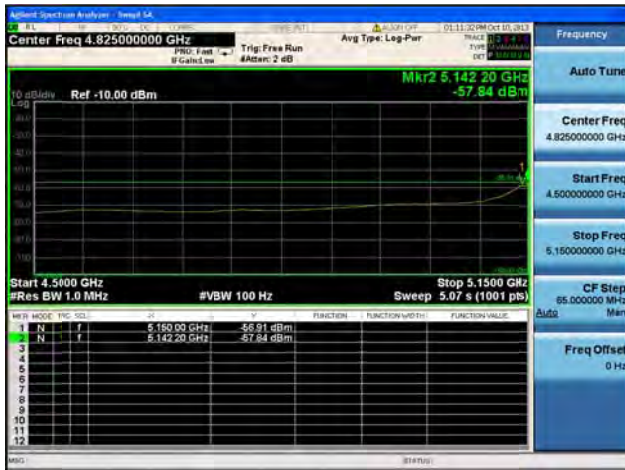 Agilent Spectrum Analyzer - Swept SA
ALIGN OFF
01:11:32 PM Oct 10, 2013
Center Freq 4.825000000 GHz
PNO: Fast
IFGain:Low
Trig: Free Run
#Atten: 2 dB
Avg Type: Log-Pwr
TRACE
TYPE
DET
Frequency
Mkr2 5.142 20 GHz
-57.84 dBm
10 dB/div
Ref -10.00 dBm
Log
Auto Tune
Center Freq
4.825000000 GHz
Start Freq
4.500000000 GHz
Stop Freq
5.150000000 GHz
CF Step
65.000000 MHz
Auto
Man
Freq Offset
0 Hz
Start 4.5000 GHz
Stop 5.1500 GHz
#Res BW 1.0 MHz
#VBW 100 Hz
Sweep 5.07 s (1001 pts)
MKR MODE TRC SCL X Y FUNCTION FUNCTION WIDTH FUNCTION VALUE
1 N f 5.150 00 GHz -56.91 dBm
2 N f 5.142 20 GHz -57.84 dBm
3
4
5
6
7
8
9
10
11
12
MSG
STATUS